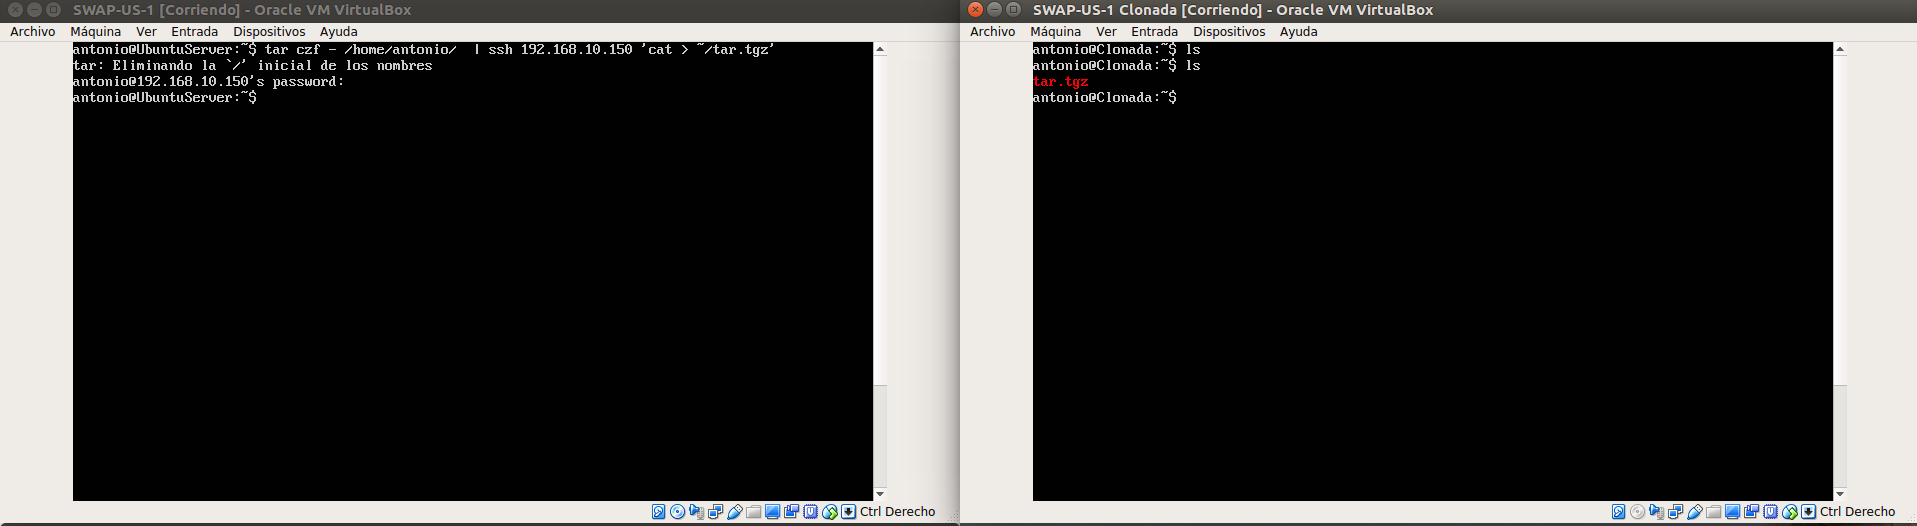 SWAP-US-1 [Corriendo] - Oracle VM VirtualBox
Archivo Máquina Ver Entrada Dispositivos Ayuda
antonio@UbuntuServer:~$ tar czf - /home/antonio/  | ssh 192.168.10.150 'cat > ~/tar.tgz'
tar: Eliminando la `/' inicial de los nombres
antonio@192.168.10.150's password:
antonio@UbuntuServer:~$
Ctrl Derecho
SWAP-US-1 Clonada [Corriendo] - Oracle VM VirtualBox
Archivo Máquina Ver Entrada Dispositivos Ayuda
antonio@Clonada:~$ ls
antonio@Clonada:~$ ls
tar.tgz
antonio@Clonada:~$
Ctrl Derecho